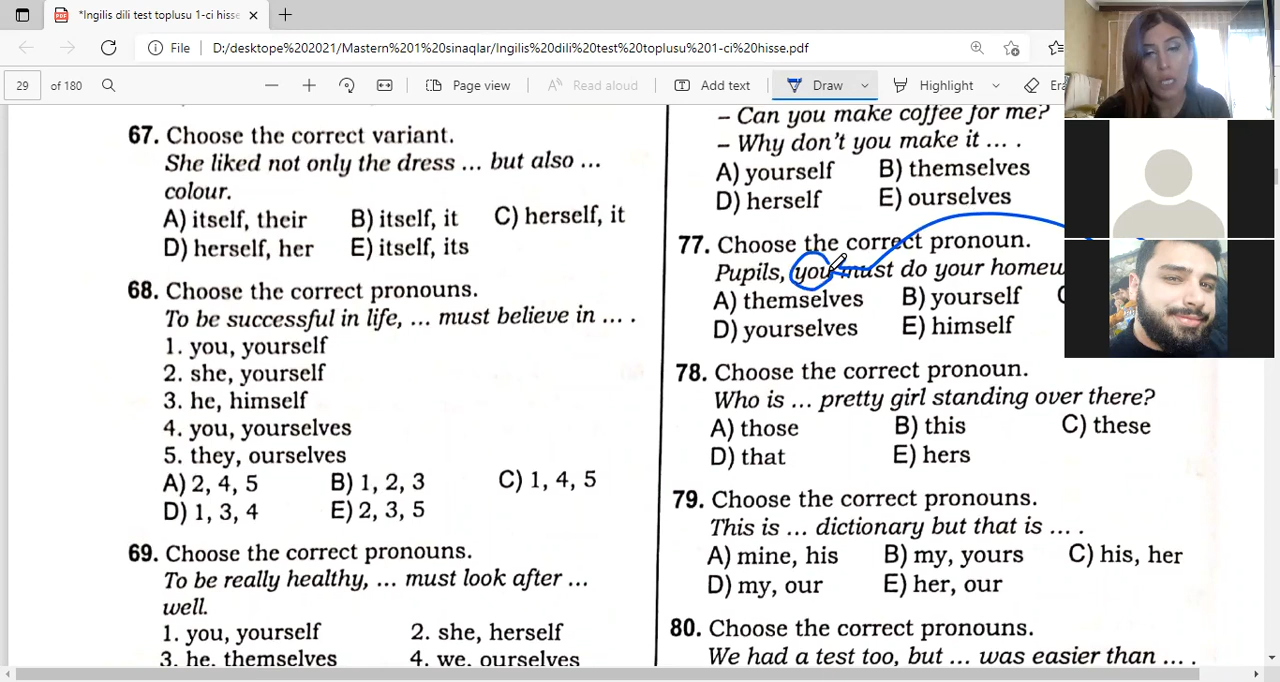 *Ingilis dili test toplusu 1-ci hisse
File D:/desktope%202021/Mastern%201%20sinaqlar/Ingilis%20dili%20test%20toplusu%201-ci%20hisse.pdf
29 of 180 Page view Read aloud Add text Draw Highlight
67. Choose the correct variant.
She liked not only the dress ... but also ...
colour.
A) itself, their B) itself, it C) herself, it
D) herself, her E) itself, its
68. Choose the correct pronouns.
To be successful in life, ... must believe in ... .
1. you, yourself
2. she, yourself
3. he, himself
4. you, yourselves
5. they, ourselves
A) 2, 4, 5 B) 1, 2, 3 C) 1, 4, 5
D) 1, 3, 4 E) 2, 3, 5
69. Choose the correct pronouns.
To be really healthy, ... must look after ...
well.
1. you, yourself 2. she, herself
3. he, themselves 4. we, ourselves
– Can you make coffee for me?
– Why don't you make it ... .
A) yourself B) themselves
D) herself E) ourselves
77. Choose the correct pronoun.
Pupils, you must do your
A) themselves B) yourself
D) yourselves E) himself
78. Choose the correct pronoun.
Who is ... pretty girl standing over there?
A) those B) this C) these
D) that E) hers
79. Choose the correct pronouns.
This is ... dictionary but that is ... .
A) mine, his B) my, yours C) his, her
D) my, our E) her, our
80. Choose the correct pronoun.
We had a test too, but ... was easier than ... .